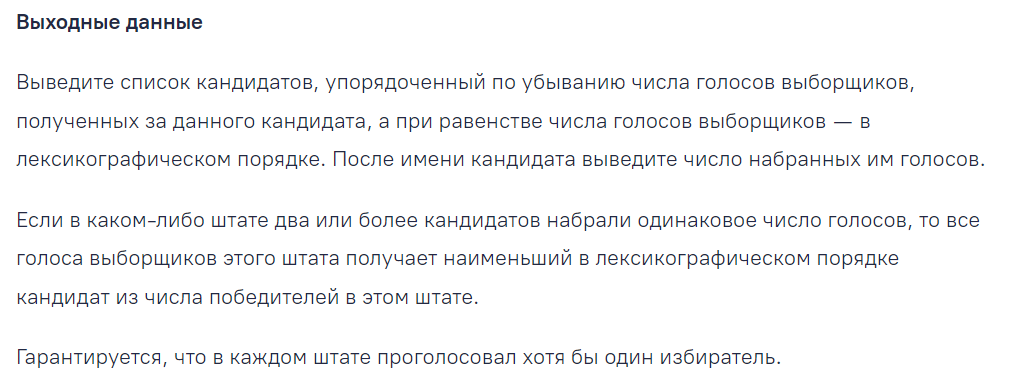 Выходные данные
Выведите список кандидатов, упорядоченный по убыванию числа голосов выборщиков,
полученных за данного кандидата, а при равенстве числа голосов выборщиков — в
лексикографическом порядке. После имени кандидата выведите число набранных им голосов.
Если в каком-либо штате два или более кандидатов набрали одинаковое число голосов, то все
голоса выборщиков этого штата получает наименьший в лексикографическом порядке
кандидат из числа победителей в этом штате.
Гарантируется, что в каждом штате проголосовал хотя бы один избиратель.